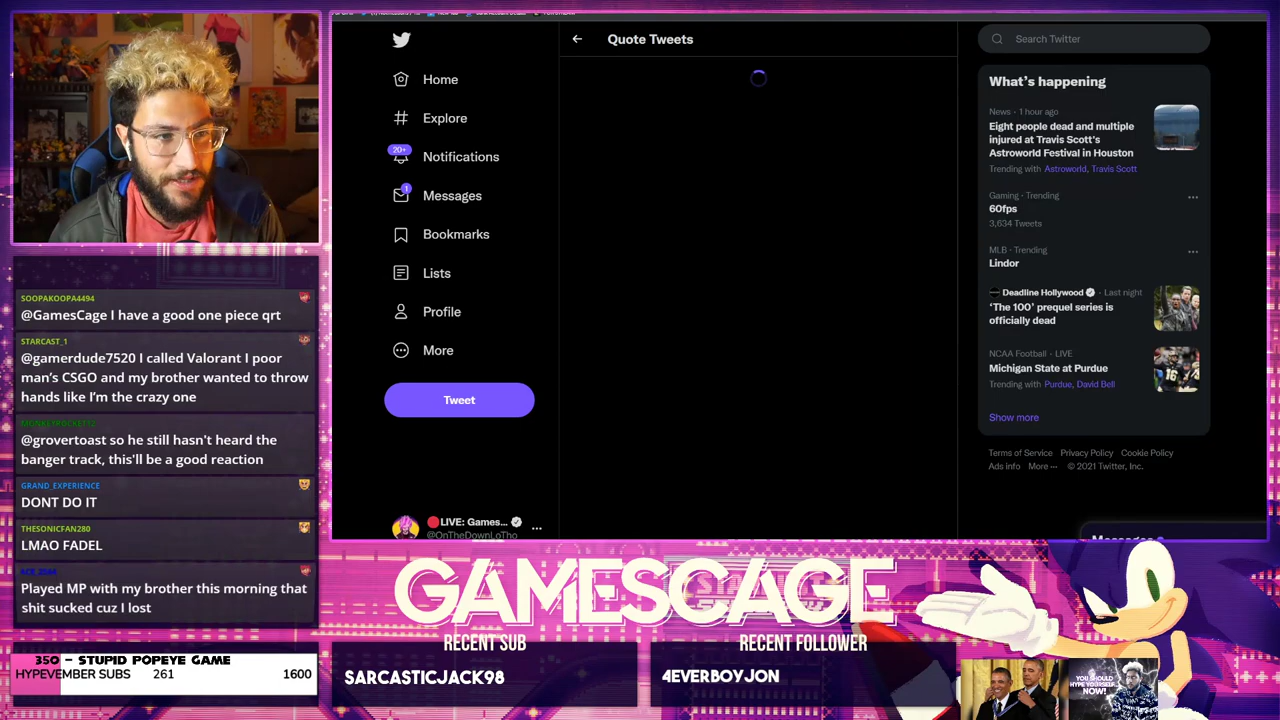 Quote Tweets
Search Twitter
Home
Explore
20+
Notifications
1
Messages
Bookmarks
Lists
Profile
More
Tweet
LIVE: Games...
@OnTheDownLoTho
What's happening
News · 1 hour ago
Eight people dead and multiple
injured at Travis Scott's
Astroworld Festival in Houston
Trending with Astroworld, Travis Scott
Gaming · Trending
60fps
3,634 Tweets
MLB · Trending
Lindor
Deadline Hollywood · Last night
'The 100' prequel series is
officially dead
NCAA Football · LIVE
Michigan State at Purdue
Trending with Purdue, David Bell
Show more
Terms of Service Privacy Policy Cookie Policy
Ads info More ··· © 2021 Twitter, Inc.
Messages
SOOPAKOOPA4494
@GamesCage I have a good one piece qrt
STARCAST_1
@gamerdude7520 I called Valorant I poor
man's CSGO and my brother wanted to throw
hands like I'm the crazy one
@grovertoast so he still hasn't heard the
banger track, this'll be a good reaction
GRAND_EXPERIENCE
DONT DO IT
THESONICFAN280
LMAO FADEL
Played MP with my brother this morning that
shit sucked cuz I lost
350 - STUPID POPEYE GAME
HYPEVEMBER SUBS 261 1600
GAMESCAGE
RECENT SUB
SARCASTICJACK98
RECENT FOLLOWER
4EVERBOYJON
YOU SHOULD
HYPE YOURSELF
NOW!